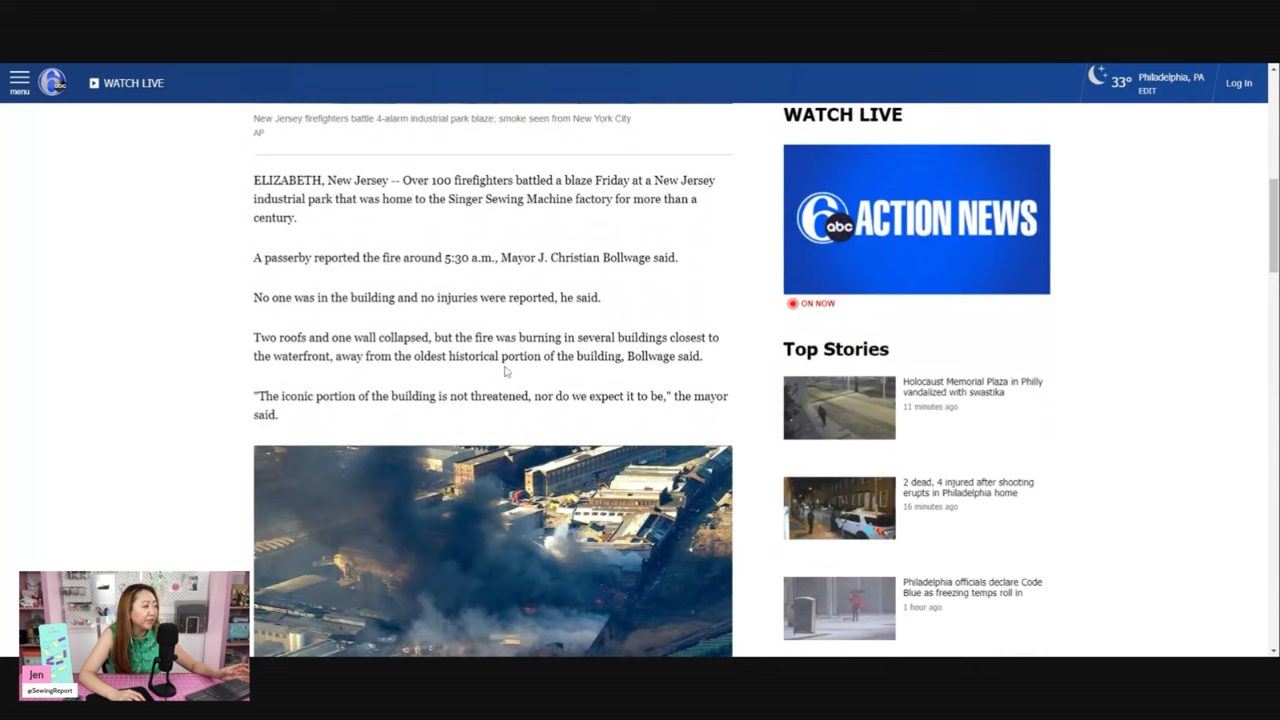 menu
6
abc
WATCH LIVE
33°
Philadelphia, PA
EDIT
Log In
New Jersey firefighters battle 4-alarm industrial park blaze; smoke seen from New York City
AP
ELIZABETH, New Jersey -- Over 100 firefighters battled a blaze Friday at a New Jersey
industrial park that was home to the Singer Sewing Machine factory for more than a
century.
A passerby reported the fire around 5:30 a.m., Mayor J. Christian Bollwage said.
No one was in the building and no injuries were reported, he said.
Two roofs and one wall collapsed, but the fire was burning in several buildings closest to
the waterfront, away from the oldest historical portion of the building, Bollwage said.
"The iconic portion of the building is not threatened, nor do we expect it to be," the mayor
said.
WATCH LIVE
6
abc
ACTION NEWS
ON NOW
Top Stories
Holocaust Memorial Plaza in Philly
vandalized with swastika
11 minutes ago
2 dead, 4 injured after shooting
erupts in Philadelphia home
16 minutes ago
Philadelphia officials declare Code
Blue as freezing temps roll in
1 hour ago
Jen
@SewingReport